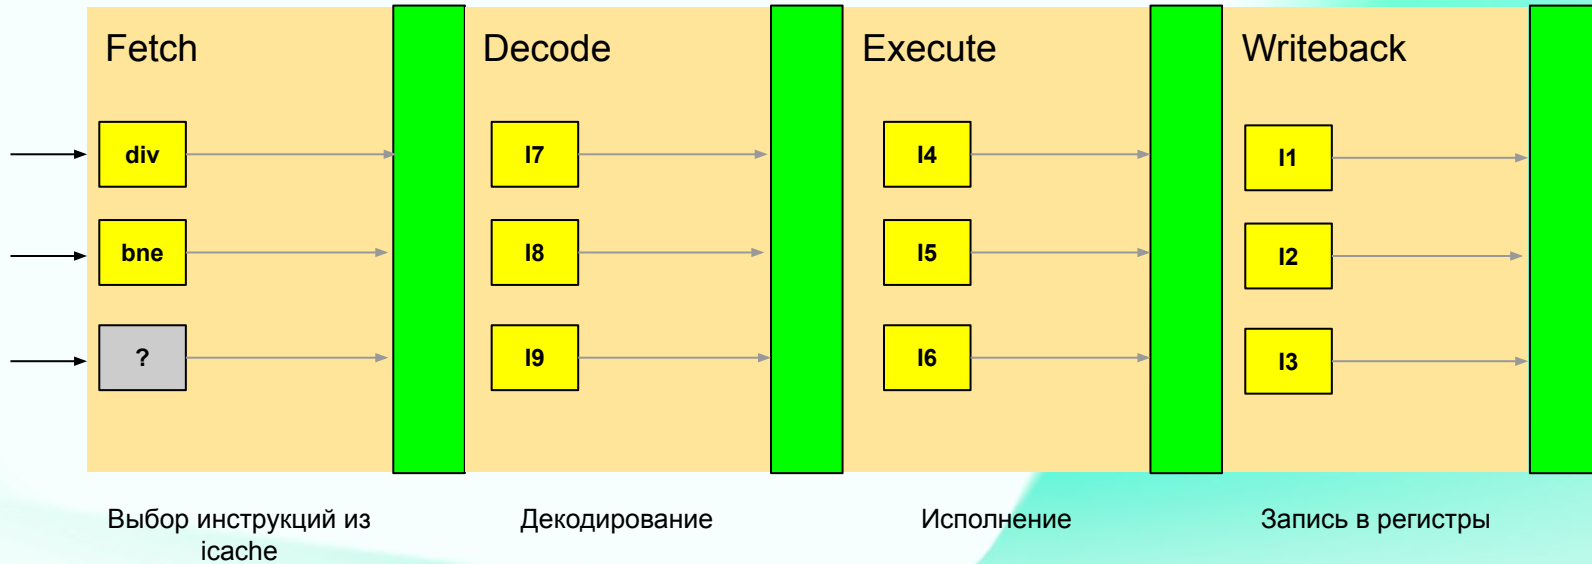 Fetch
Decode
Execute
Writeback
div
I7
I4
I1
bne
I8
I5
I2
?
I9
I6
I3
Выбор инструкций из
icache
Декодирование
Исполнение
Запись в регистры